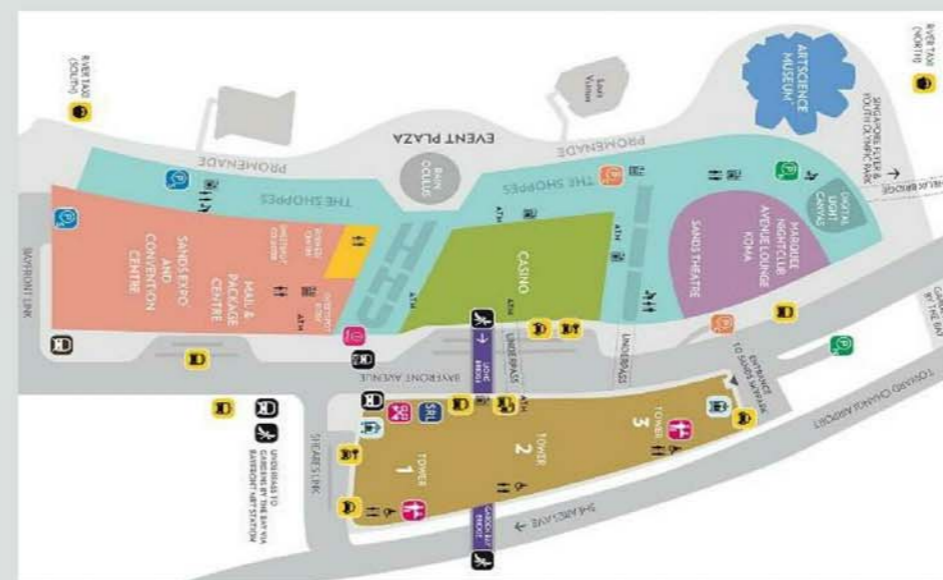 RIVER TAXI
(SOUTH)
RIVER TAXI
(NORTH)
ARTSCIENCE
MUSEUM
SINGAPORE FLYER &
YOUTH OLYMPIC PARK
EVENT PLAZA
PROMENADE
PROMENADE
RAIN
OCULUS
THE SHOPPES
THE SHOPPES
DIGITAL
LIGHT
CANVAS
MARQUEE
NIGHTCLUB
AVENUE LOUNGE
KOMA
SANDS THEATRE
CASINO
SANDS EXPO
AND
CONVENTION
CENTRE
MAIL &
PACKAGE
CENTRE
ATM
ATM
ATM
ATM
ATM
ATM
BAYFRONT LINK
BAYFRONT AVENUE
UNDERPASS
UNDERPASS
ENTRANCE
TO SANDS SKYPARK
BY THE BAY
TOWARD CHANGI AIRPORT
SRL
TOWER
1
TOWER
2
TOWER
3
SHEARES LINK
SHEARES AVE
UNDERPASS TO
GARDENS BY THE BAY VIA
BAYFRONT MRT STATION